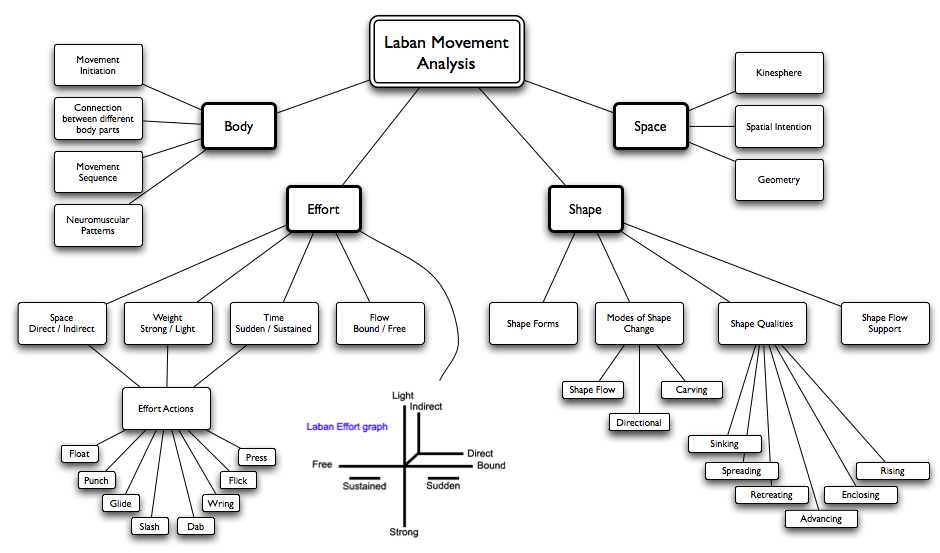 Laban Movement
Analysis
Movement
Initiation
Connection
between different
body parts
Movement
Sequence
Neuromuscular
Patterns
Body
Space
Kinesphere
Spatial Intention
Geometry
Effort
Shape
Space
Direct / Indirect
Weight
Strong / Light
Time
Sudden / Sustained
Flow
Bound / Free
Shape Forms
Modes of Shape
Change
Shape Qualities
Shape Flow
Support
Effort Actions
Float
Punch
Glide
Slash
Dab
Wring
Flick
Press
Laban Effort graph
Light
Indirect
Direct
Free
Bound
Sustained
Sudden
Strong
Shape Flow
Directional
Carving
Sinking
Spreading
Retreating
Advancing
Enclosing
Rising